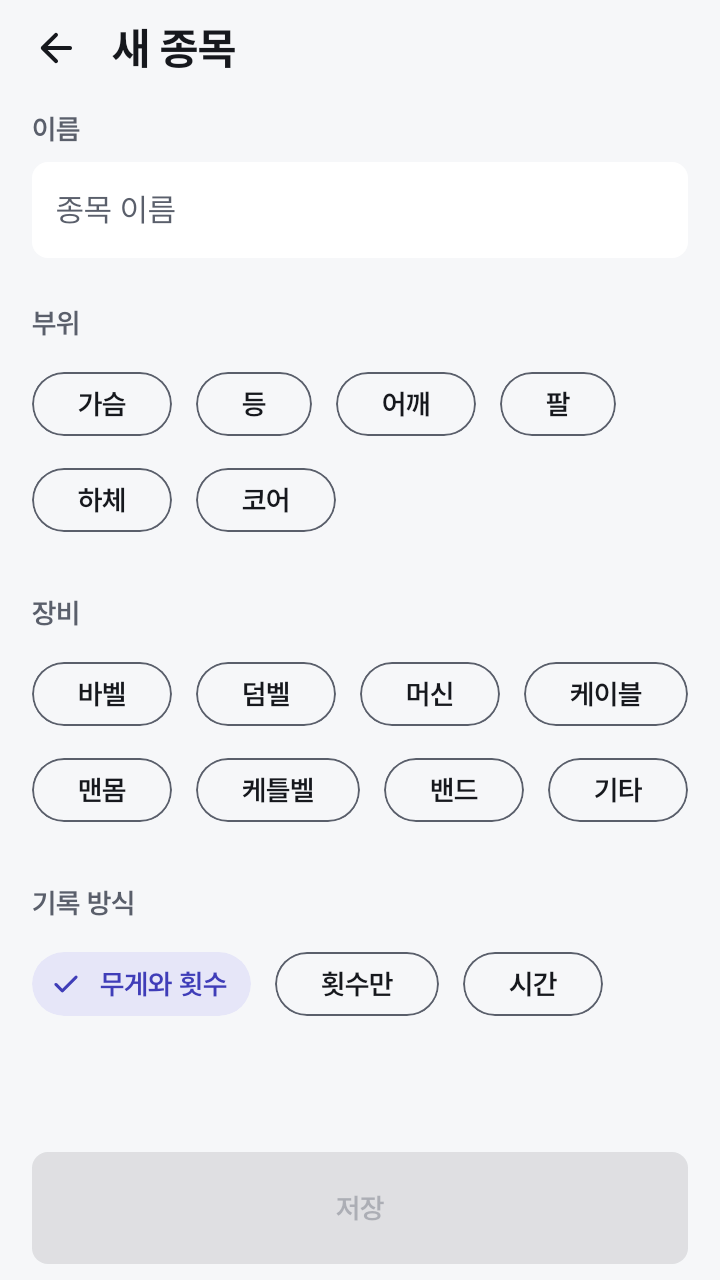 새 종목
이름
종목 이름
부위
가슴 등 어깨 팔
하체 코어
장비
바벨 덤벨 머신 케이블
맨몸 케틀벨 밴드 기타
기록 방식
무게와 횟수 횟수만 시간
저장